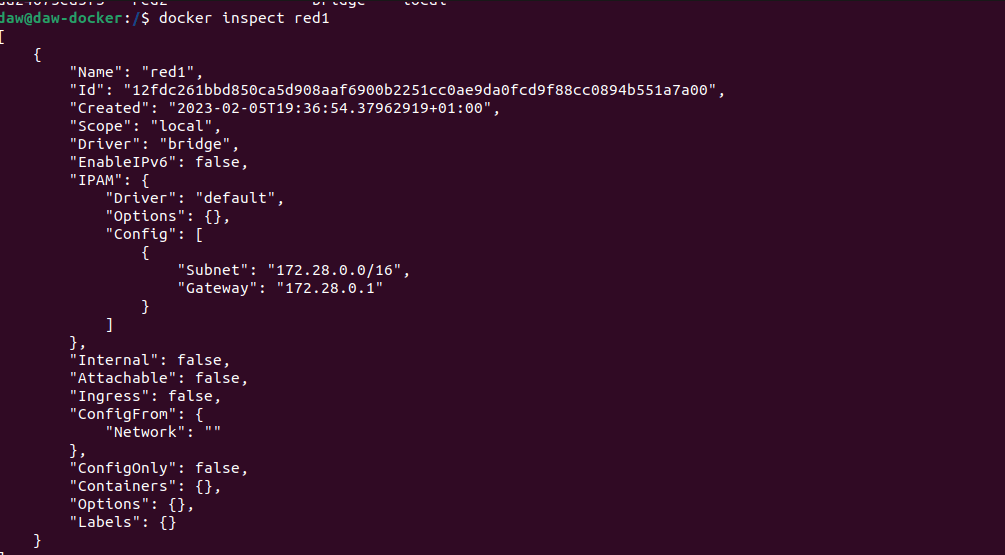 daw@daw-docker:/$ docker inspect red1
[
    {
        "Name": "red1",
        "Id": "12fdc261bbd850ca5d908aaf6900b2251cc0ae9da0fcd9f88cc0894b551a7a00",
        "Created": "2023-02-05T19:36:54.37962919+01:00",
        "Scope": "local",
        "Driver": "bridge",
        "EnableIPv6": false,
        "IPAM": {
            "Driver": "default",
            "Options": {},
            "Config": [
                {
                    "Subnet": "172.28.0.0/16",
                    "Gateway": "172.28.0.1"
                }
            ]
        },
        "Internal": false,
        "Attachable": false,
        "Ingress": false,
        "ConfigFrom": {
            "Network": ""
        },
        "ConfigOnly": false,
        "Containers": {},
        "Options": {},
        "Labels": {}
    }